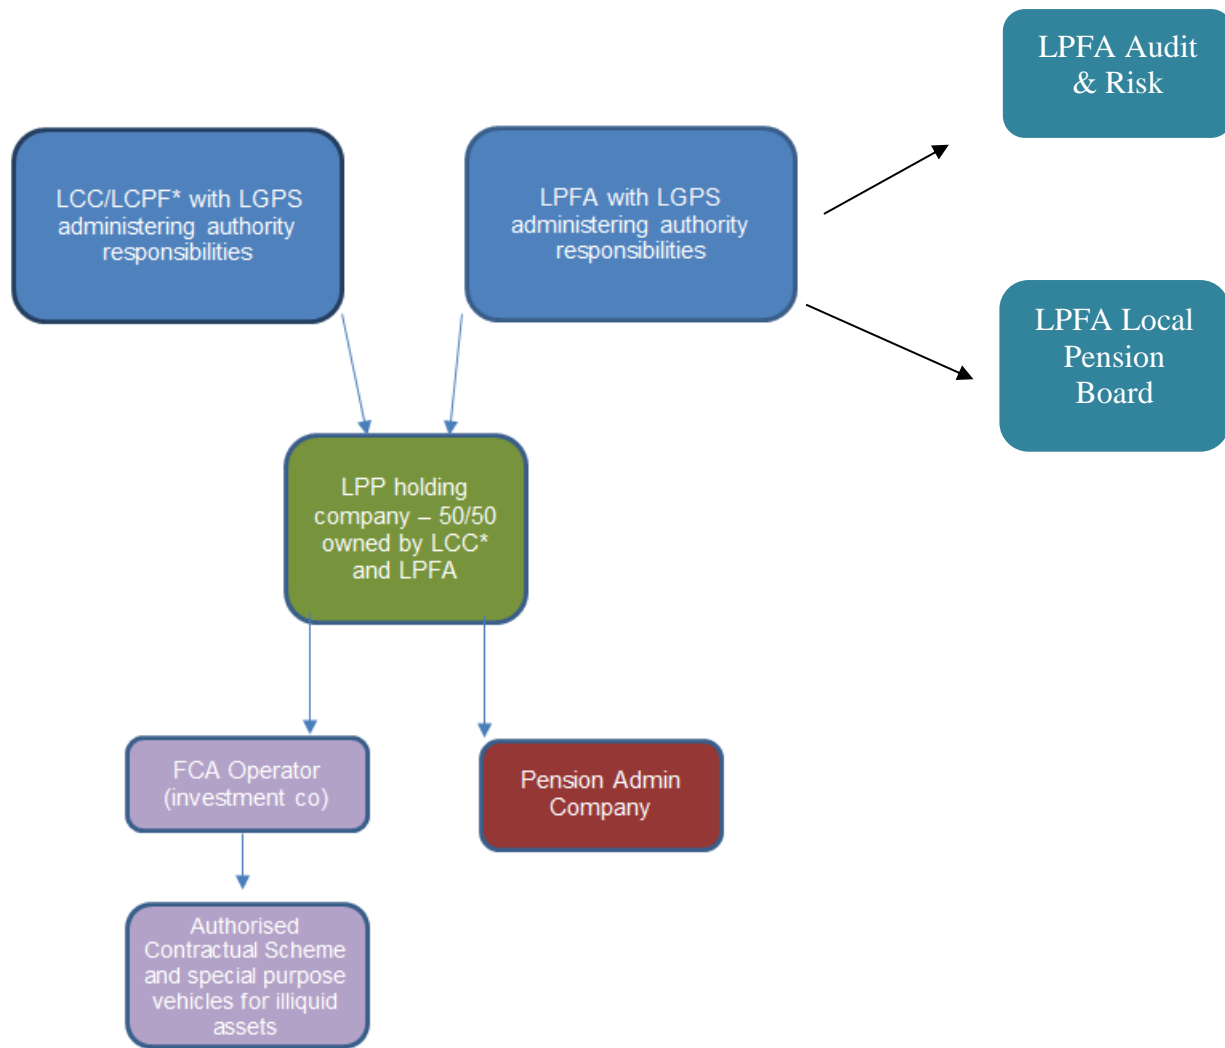 LPFA Audit
& Risk
LCC/LCPF* with LGPS
administering authority
responsibilities
LPFA with LGPS
administering authority
responsibilities
LPFA Local
Pension
Board
LPP holding
company – 50/50
owned by LCC*
and LPFA
FCA Operator
(investment co)
Pension Admin
Company
Authorised
Contractual Scheme
and special purpose
vehicles for illiquid
assets